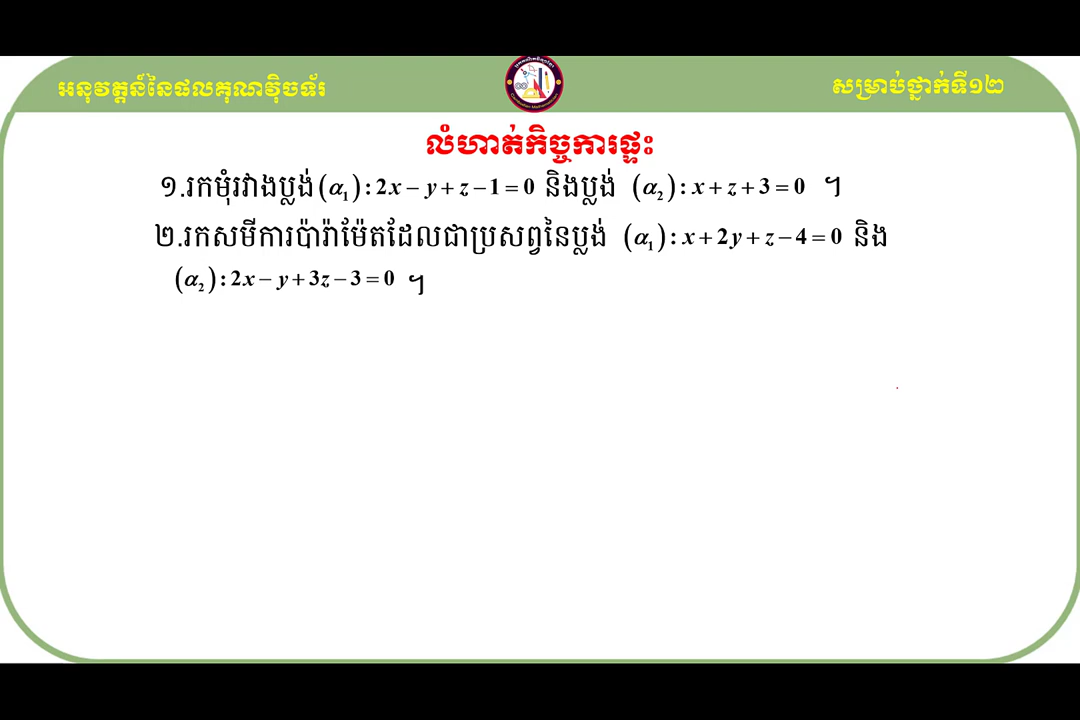 អនុវត្តន៍នៃផលគុណវ៉ិចទ័រ
សម្រាប់ថ្នាក់ទី១២
លំហាត់កិច្ចការផ្ទះ
១.រកមុំរវាងប្លង់ (α₁) : 2x − y + z − 1 = 0 និងប្លង់ (α₂) : x + z + 3 = 0 ។
២.រកសមីការប៉ារ៉ាម៉ែតដែលជាប្រសព្វនៃប្លង់ (α₁) : x + 2y + z − 4 = 0 និង
(α₂) : 2x − y + 3z − 3 = 0 ។